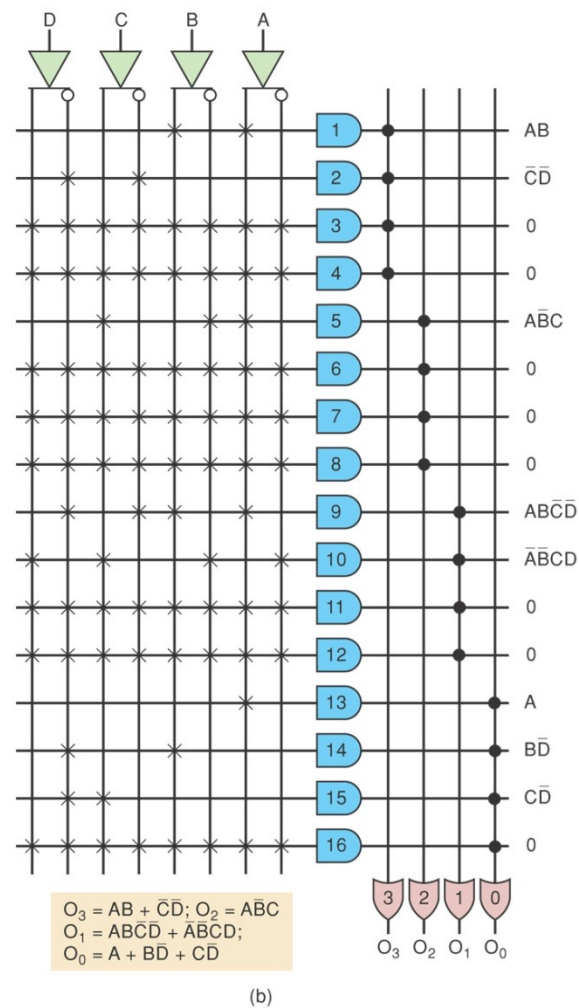 D C B A
1 AB
2 C̅D̅
3 0
4 0
5 AB̅C
6 0
7 0
8 0
9 ABC̅D̅
10 A̅B̅CD
11 0
12 0
13 A
14 BD̅
15 CD̅
16 0
3 2 1 0
O₃ O₂ O₁ O₀
O₃ = AB + C̅D̅; O₂ = AB̅C
O₁ = ABC̅D̅ + A̅B̅CD;
O₀ = A + BD̅ + CD̅
(b)